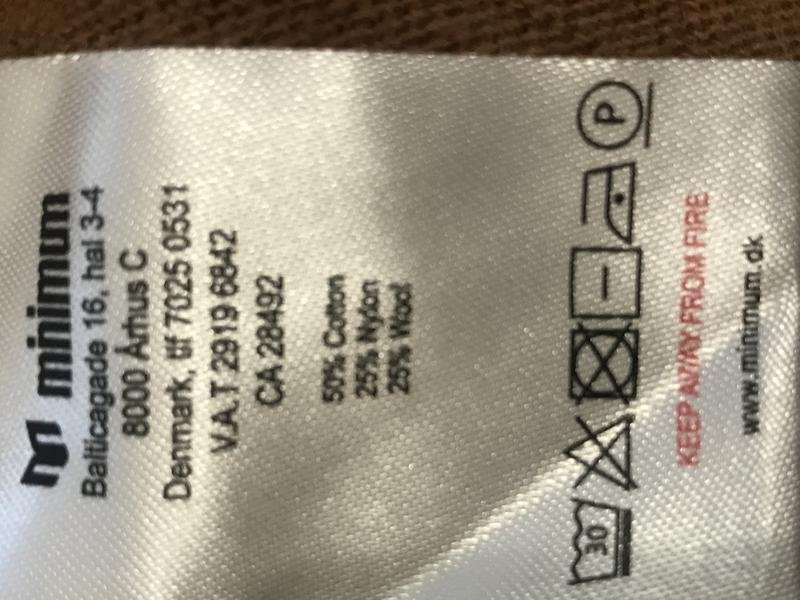 minimum
Balticagade 16, hal 3-4
8000 Århus C
Denmark, tlf 7025 0531
V.A.T 2919 6842
CA 28492
50% Cotton
25% Nylon
25% Wool
30
P
KEEP AWAY FROM FIRE
www.minimum.dk